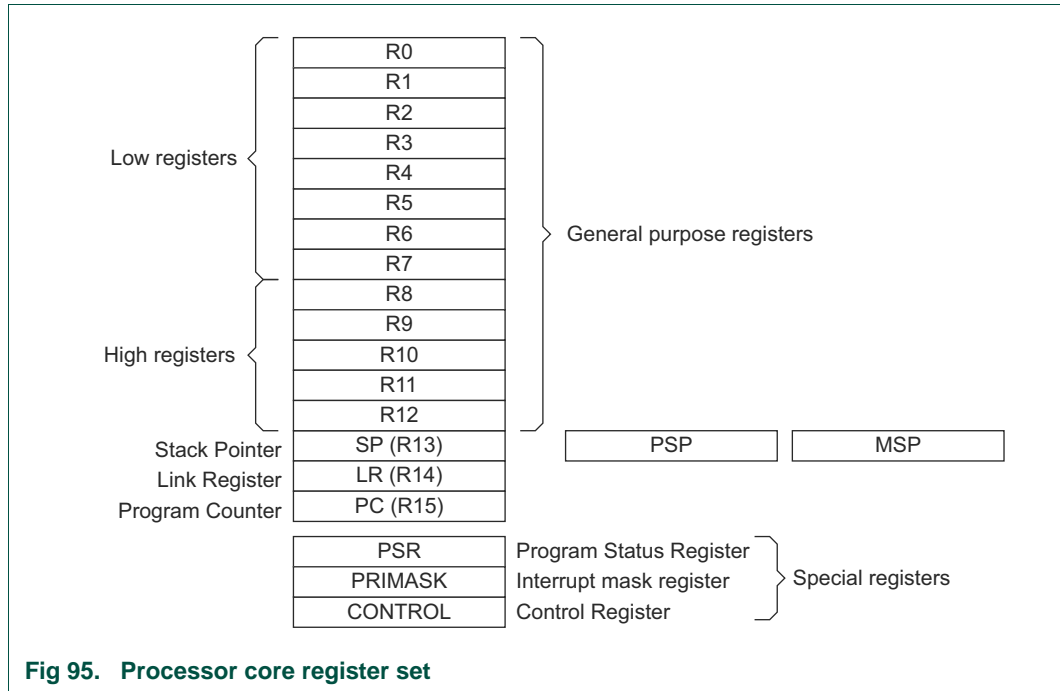 R0
R1
R2
R3
Low registers
R4
R5
R6
General purpose registers
R7
R8
R9
High registers
R10
R11
R12
Stack Pointer SP (R13) PSP MSP
Link Register LR (R14)
Program Counter PC (R15)
PSR Program Status Register
PRIMASK Interrupt mask register Special registers
CONTROL Control Register
Fig 95. Processor core register set